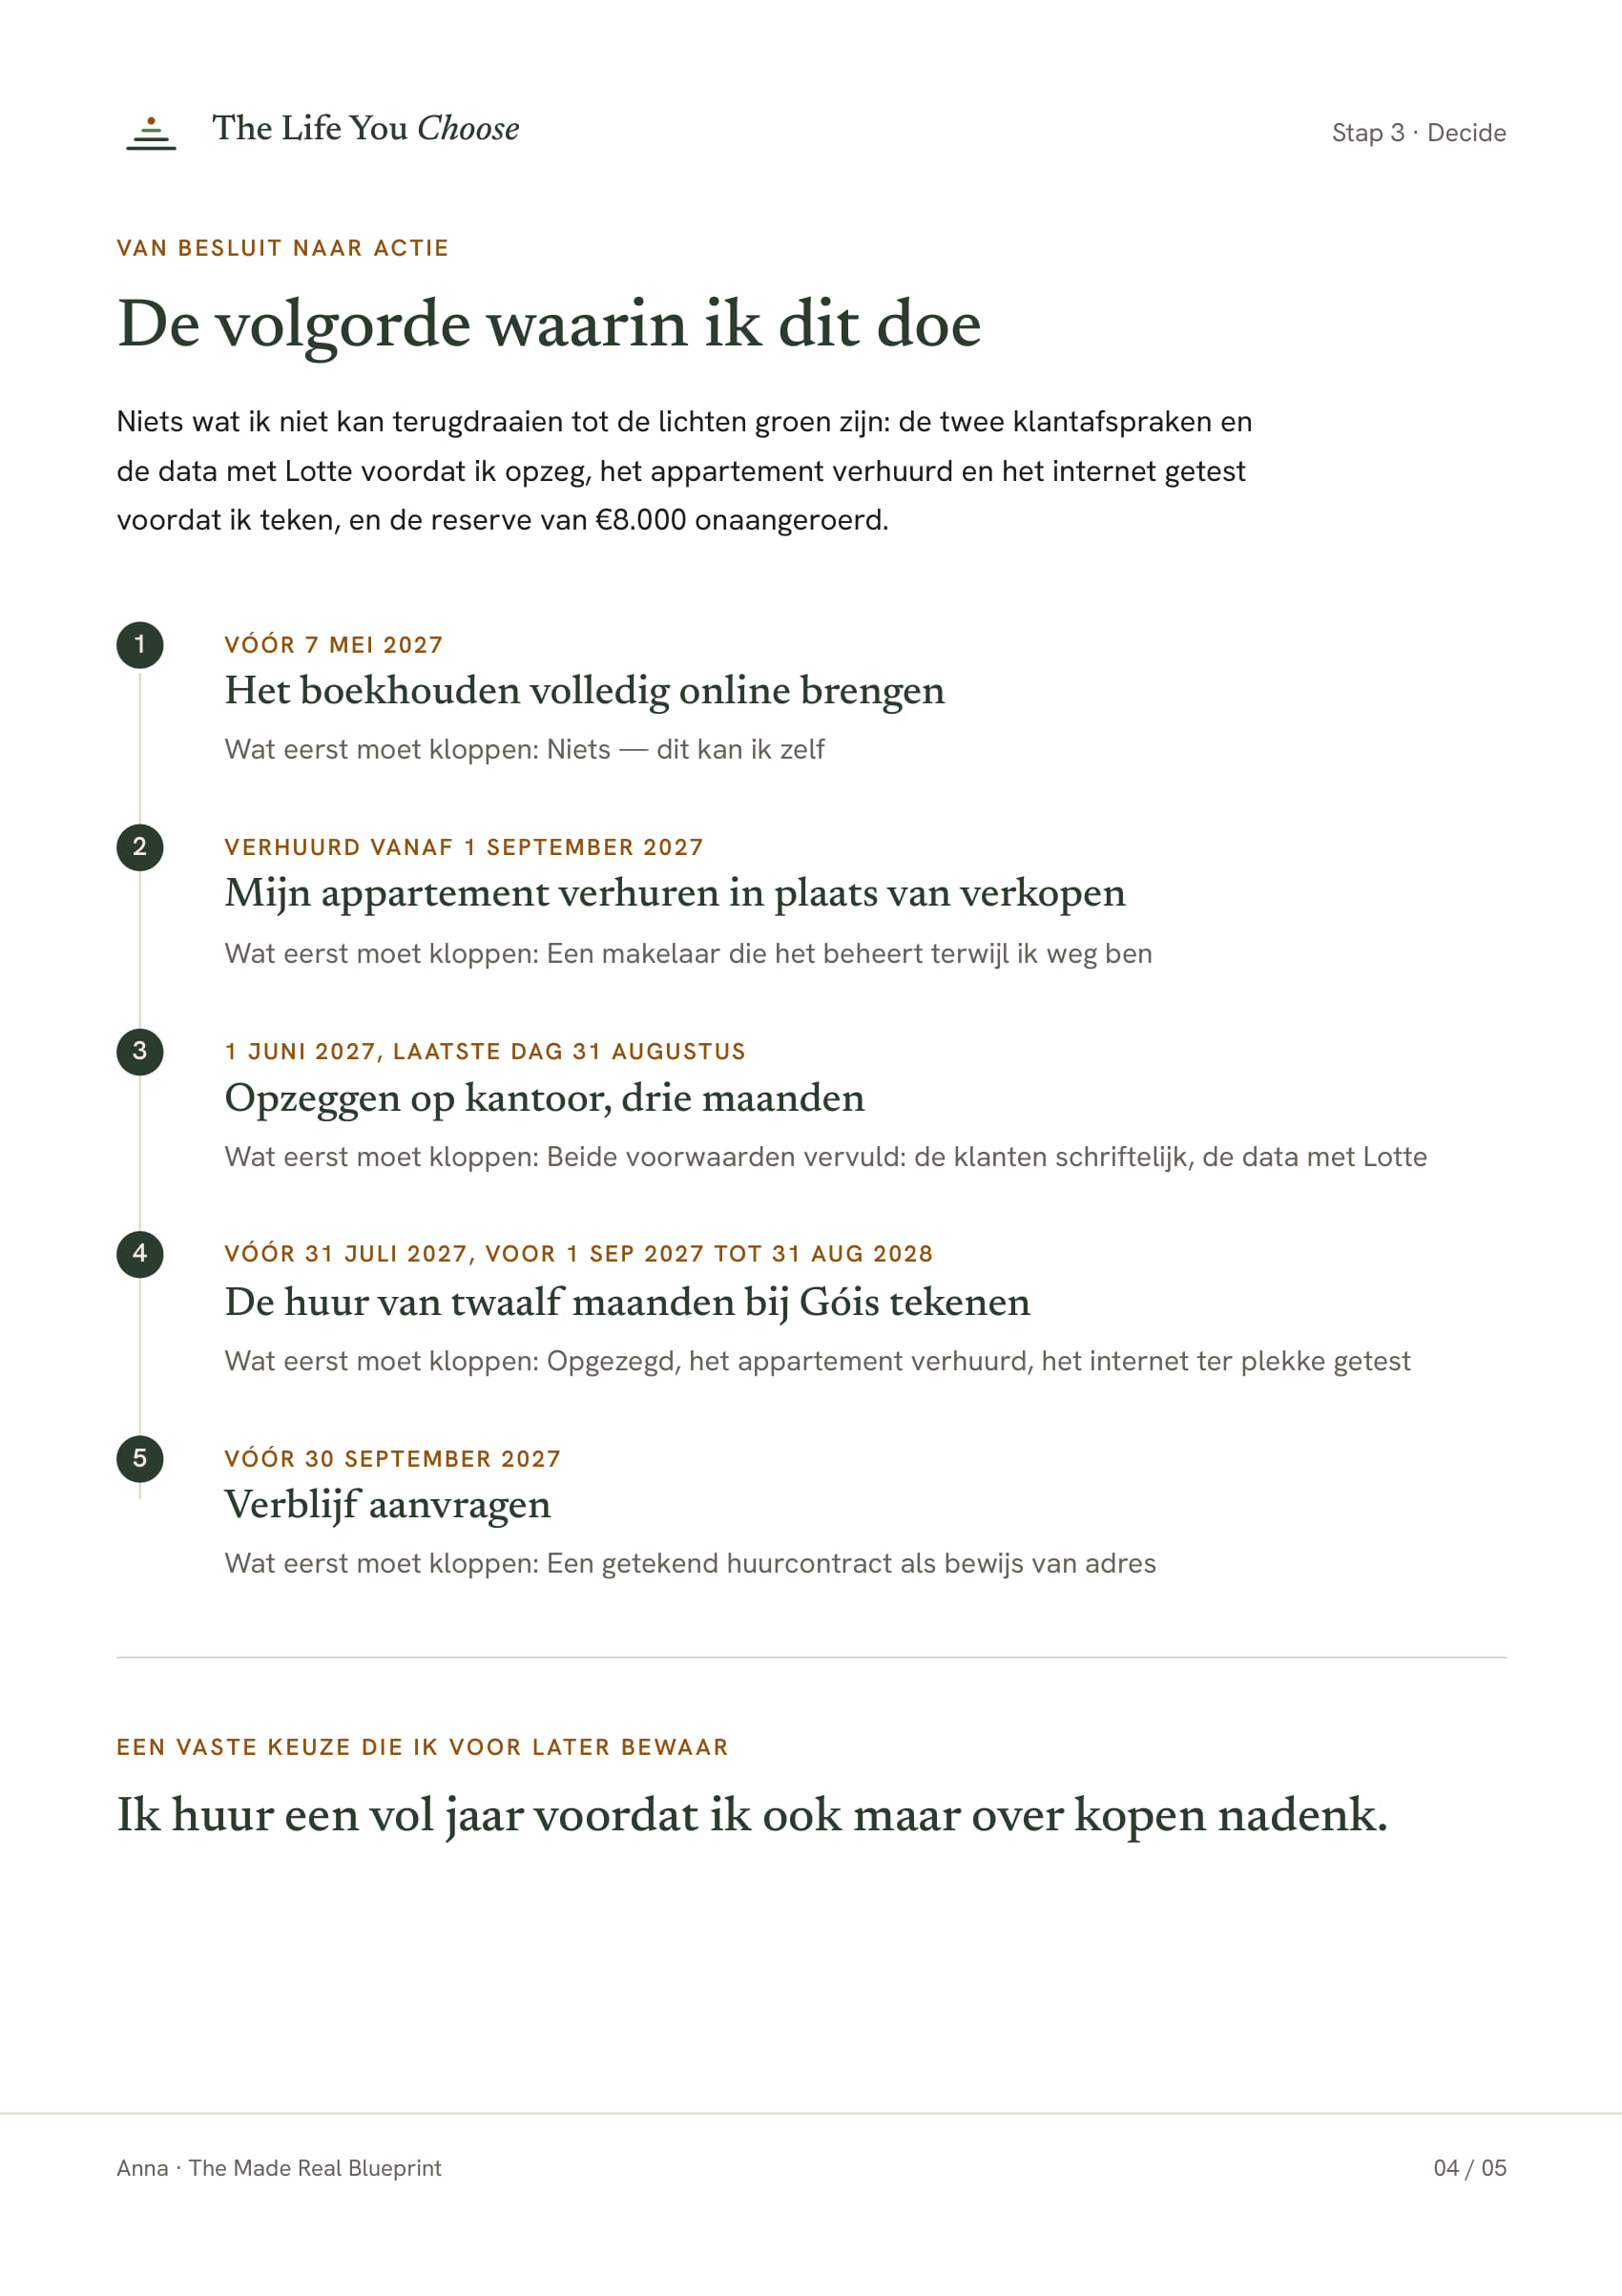 The Life You Choose
Stap 3 · Decide
VAN BESLUIT NAAR ACTIE
De volgorde waarin ik dit doe
Niets wat ik niet kan terugdraaien tot de lichten groen zijn: de twee klantafspraken en
de data met Lotte voordat ik opzeg, het appartement verhuurd en het internet getest
voordat ik teken, en de reserve van €8.000 onaangeroerd.
1
VÓÓR 7 MEI 2027
Het boekhouden volledig online brengen
Wat eerst moet kloppen: Niets — dit kan ik zelf
2
VERHUURD VANAF 1 SEPTEMBER 2027
Mijn appartement verhuren in plaats van verkopen
Wat eerst moet kloppen: Een makelaar die het beheert terwijl ik weg ben
3
1 JUNI 2027, LAATSTE DAG 31 AUGUSTUS
Opzeggen op kantoor, drie maanden
Wat eerst moet kloppen: Beide voorwaarden vervuld: de klanten schriftelijk, de data met Lotte
4
VÓÓR 31 JULI 2027, VOOR 1 SEP 2027 TOT 31 AUG 2028
De huur van twaalf maanden bij Góis tekenen
Wat eerst moet kloppen: Opgezegd, het appartement verhuurd, het internet ter plekke getest
5
VÓÓR 30 SEPTEMBER 2027
Verblijf aanvragen
Wat eerst moet kloppen: Een getekend huurcontract als bewijs van adres
EEN VASTE KEUZE DIE IK VOOR LATER BEWAAR
Ik huur een vol jaar voordat ik ook maar over kopen nadenk.
Anna · The Made Real Blueprint
04 / 05